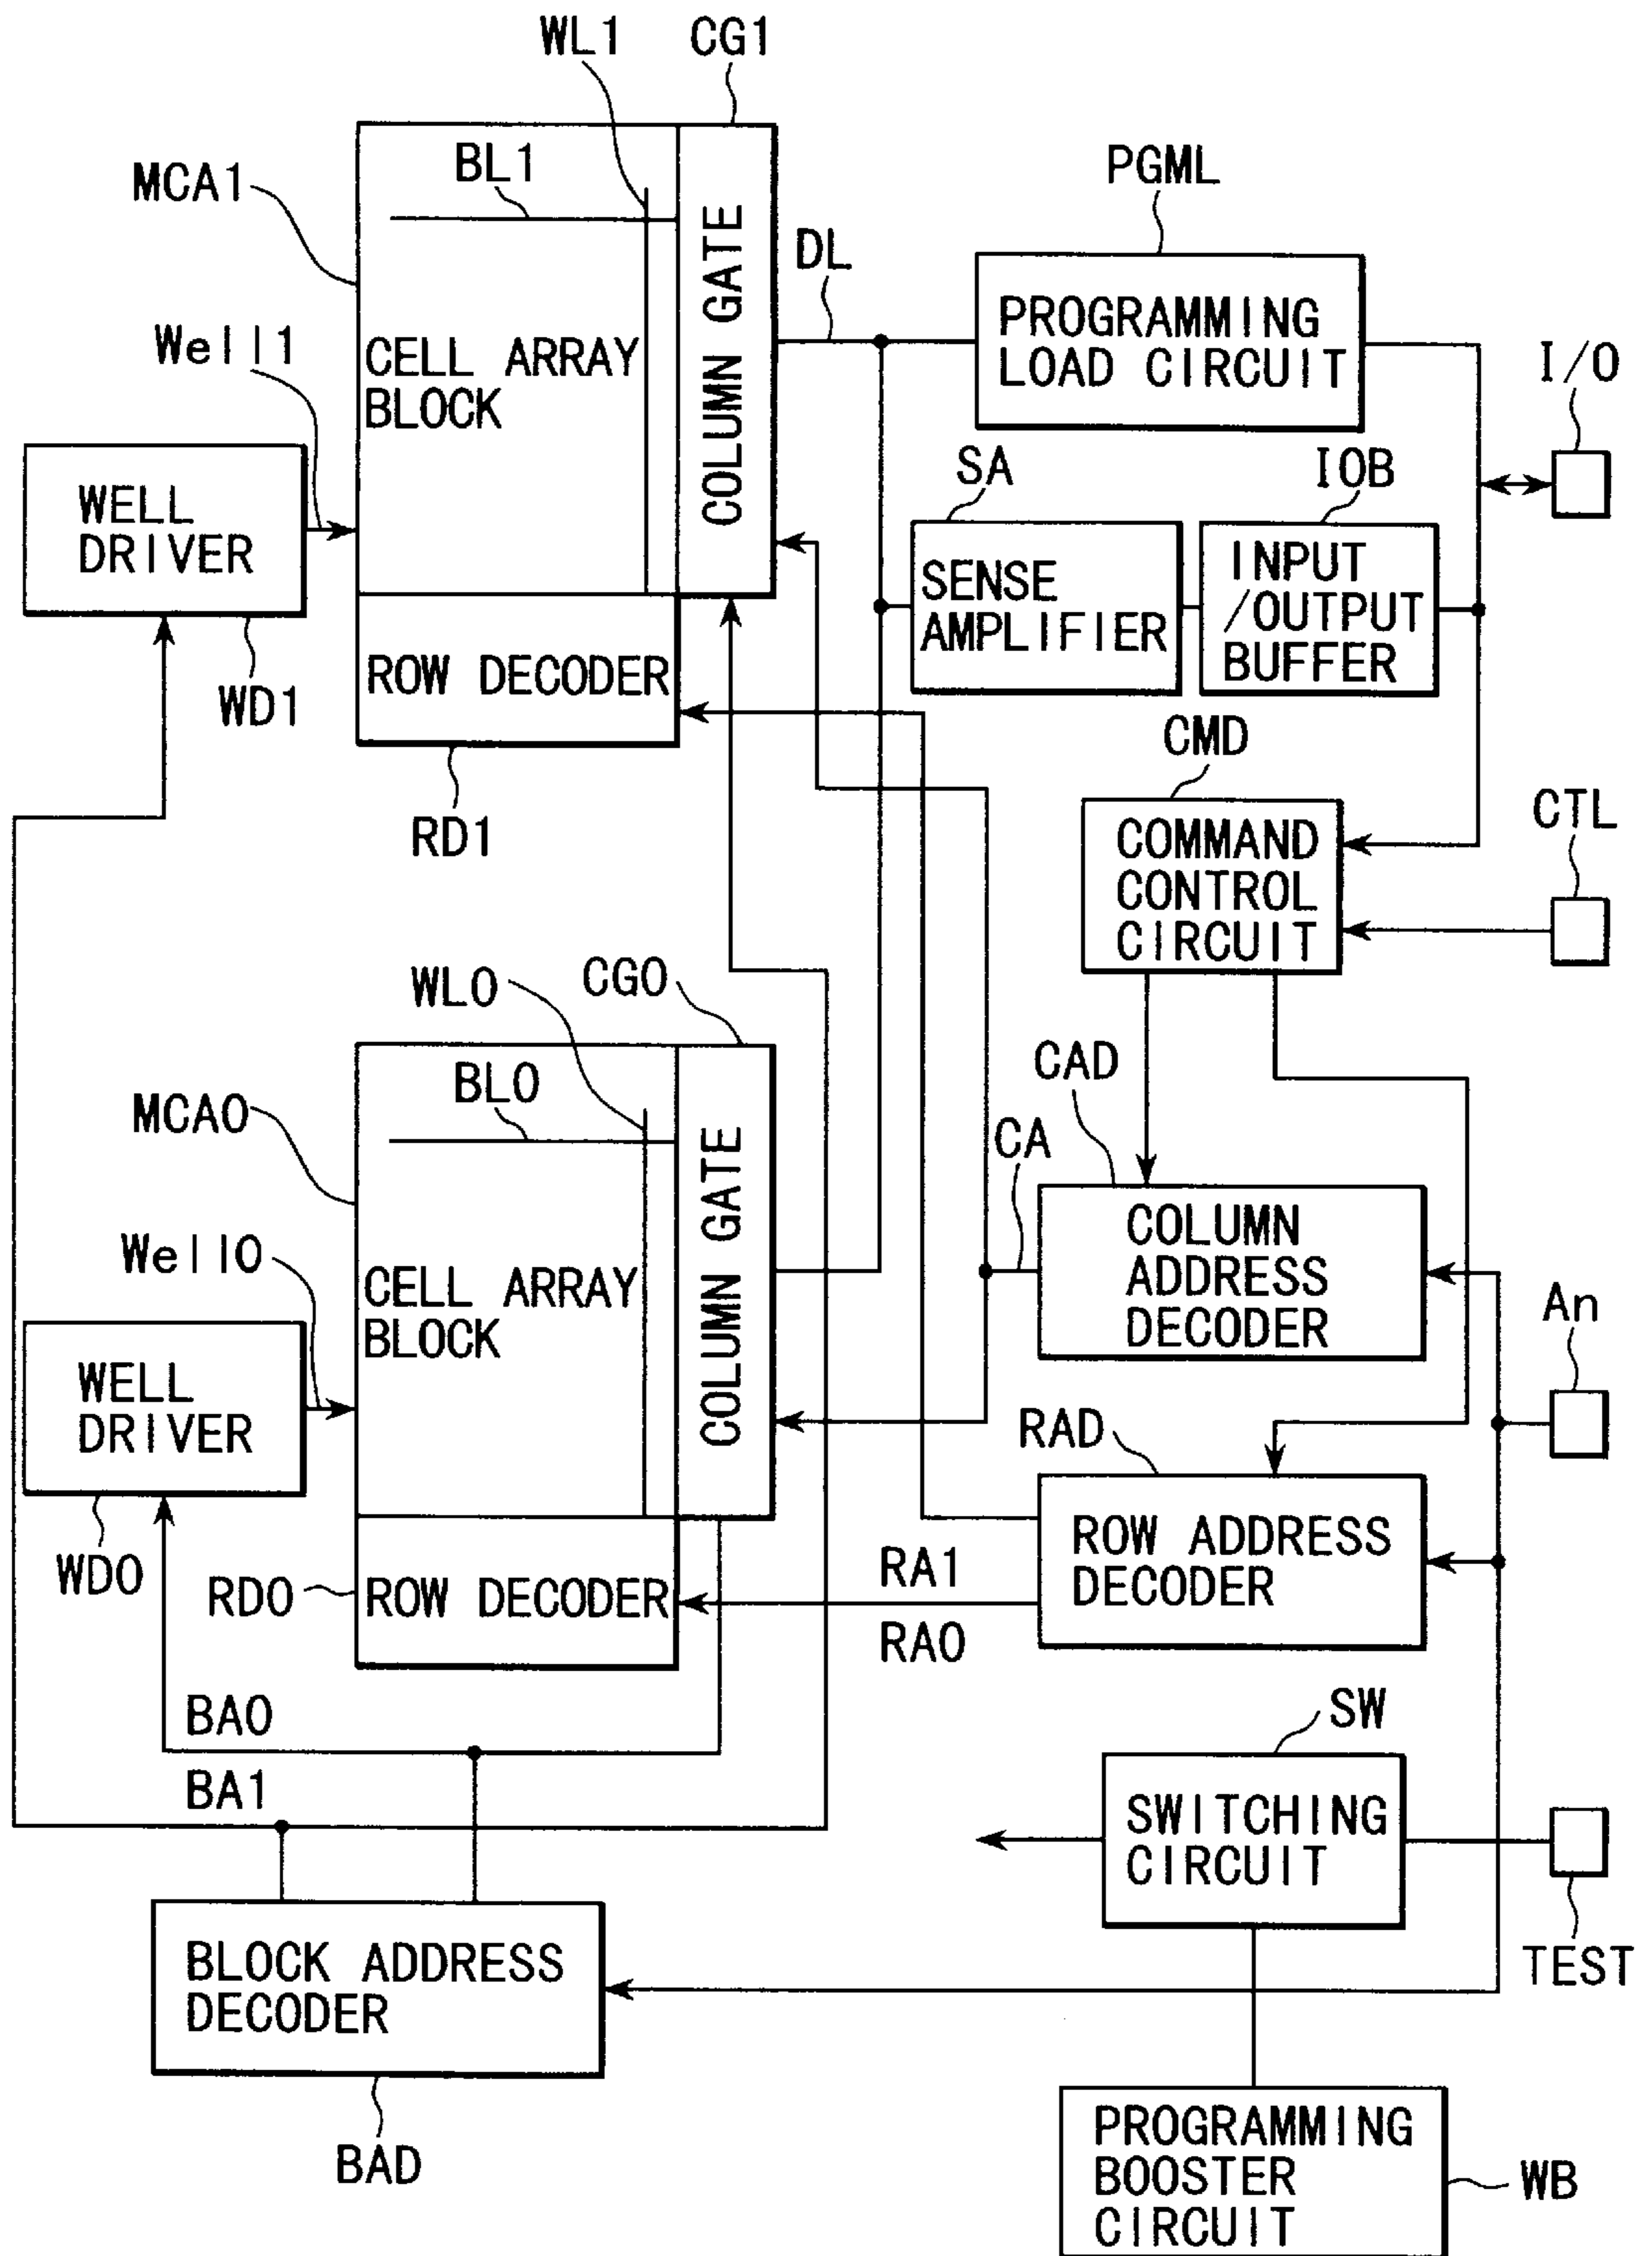 WL1
CG1
BL1
MCA1
PGML
COLUMN GATE
DL
PROGRAMMING
LOAD CIRCUIT
Well1
CELL ARRAY
BLOCK
I/O
SA
IOB
WELL
DRIVER
SENSE
AMPLIFIER
INPUT
/OUTPUT
BUFFER
ROW DECODER
WD1
CMD
RD1
CTL
COMMAND
CONTROL
CIRCUIT
WL0
CG0
BL0
CAD
MCA0
CA
COLUMN GATE
COLUMN
ADDRESS
DECODER
Well0
CELL ARRAY
BLOCK
An
WELL
DRIVER
RAD
ROW ADDRESS
DECODER
WD0
RD0
ROW DECODER
RA1
RA0
BA0
SW
BA1
SWITCHING
CIRCUIT
TEST
BLOCK ADDRESS
DECODER
BAD
PROGRAMMING
BOOSTER
CIRCUIT
WB